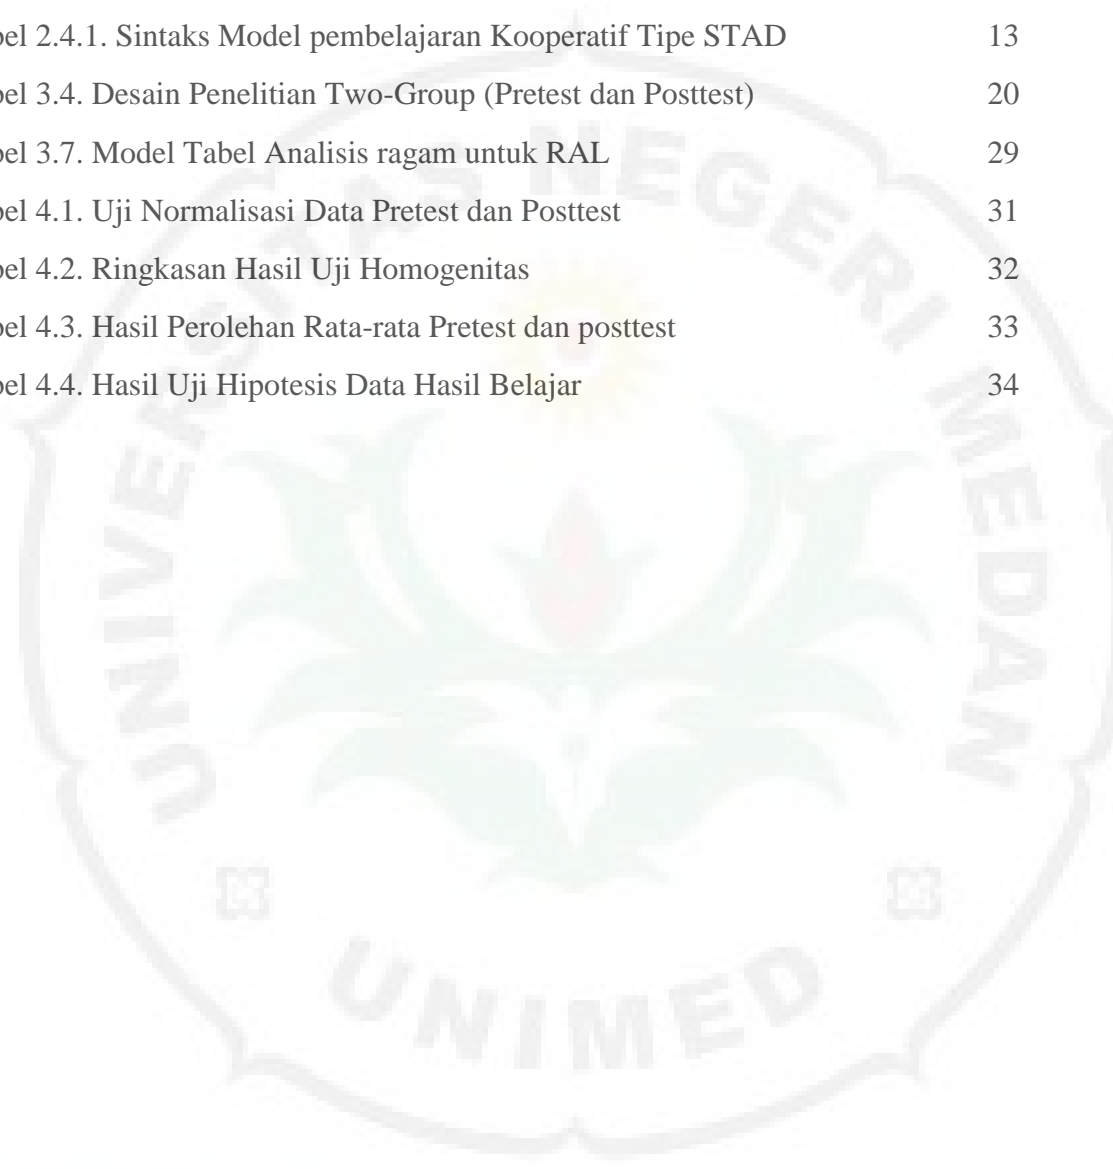 bel 2.4.1. Sintaks Model pembelajaran Kooperatif Tipe STAD 13
bel 3.4. Desain Penelitian Two-Group (Pretest dan Posttest) 20
bel 3.7. Model Tabel Analisis ragam untuk RAL 29
bel 4.1. Uji Normalisasi Data Pretest dan Posttest 31
bel 4.2. Ringkasan Hasil Uji Homogenitas 32
bel 4.3. Hasil Perolehan Rata-rata Pretest dan posttest 33
bel 4.4. Hasil Uji Hipotesis Data Hasil Belajar 34
UNIVERSITAS NEGERI MEDAN
UNIMED